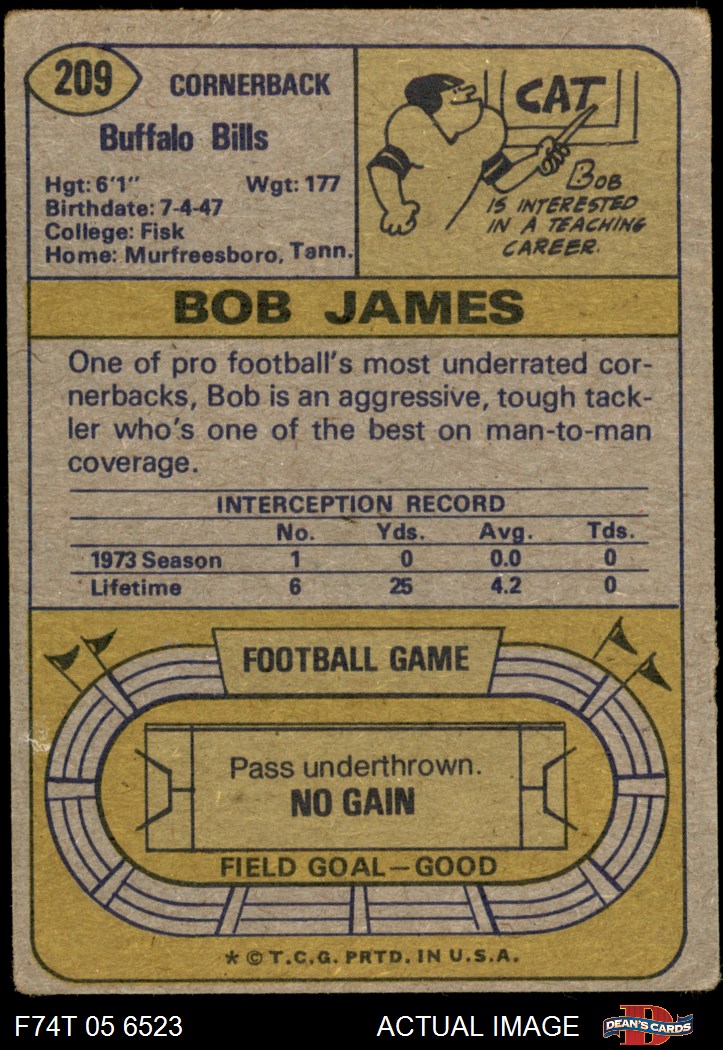 209
CORNERBACK
Buffalo Bills
Hgt: 6'1" Wgt: 177
Birthdate: 7-4-47
College: Fisk
Home: Murfreesboro, Tann.
CAT
BOB
IS INTERESTED
IN A TEACHING
CAREER.
BOB JAMES
One of pro football's most underrated cor-
nerbacks, Bob is an aggressive, tough tack-
ler who's one of the best on man-to-man
coverage.
INTERCEPTION RECORD
No. Yds. Avg. Tds.
1973 Season 1 0 0.0 0
Lifetime 6 25 4.2 0
FOOTBALL GAME
Pass underthrown.
NO GAIN
FIELD GOAL—GOOD
* © T.C.G. PRTD. IN U.S.A.
F74T 05 6523 ACTUAL IMAGE
D
DEAN'S CARDS